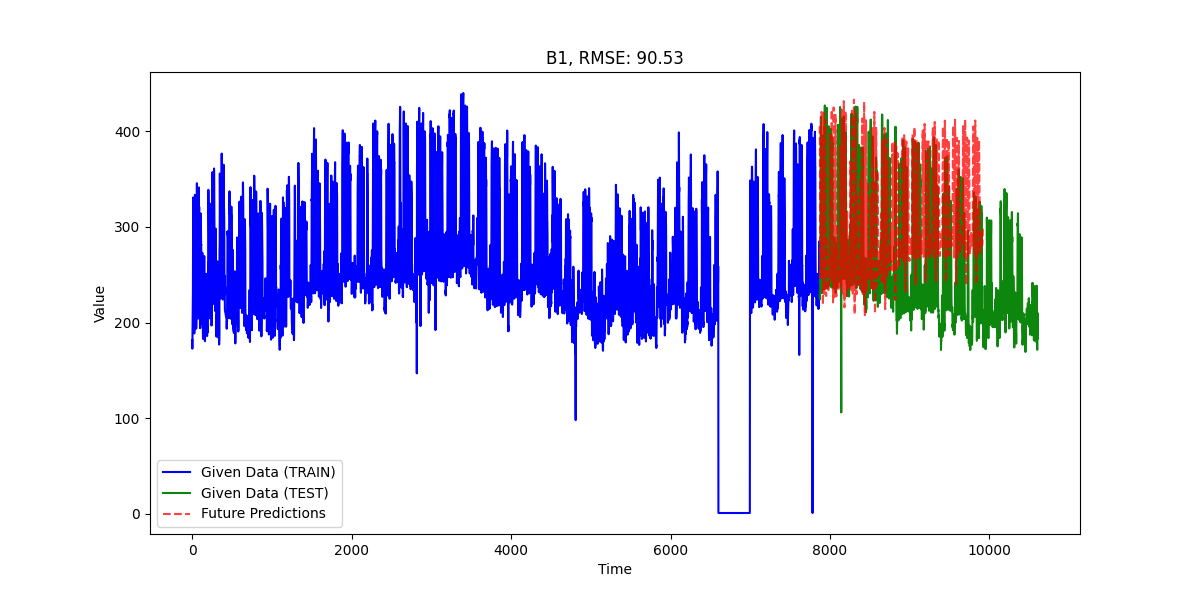 B1, RMSE: 90.53
Value
400
300
200
100
0
Given Data (TRAIN)
Given Data (TEST)
Future Predictions
0 2000 4000 6000 8000 10000
Time